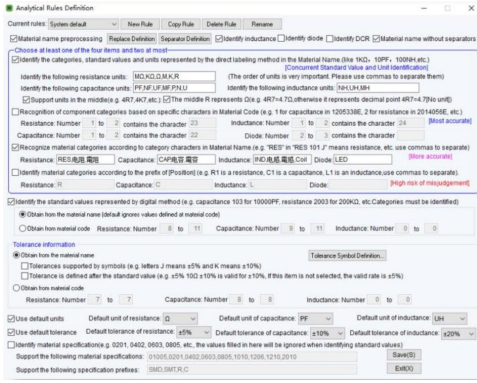 Analytical Rules Definition
Current rules: System default New Rule Copy Rule Delete Rule Rename
Material name preprocessing Replace Definition Separator Definition Identify inductance Identify diode Identify DCR Material name without separators
Choose at least one of the four items and two at most
Identify the categories, standard values and units represented by the direct labeling method in the Material Name.(like 1KΩ, 10PF, 100NH,etc.)
[Concurrent Standard Value and Unit Identification]
Identify the following resistance units: MΩ,KΩ,Ω,M,K,R (The order of units is very important. Please use commas to separate them)
Identify the following capacitance units: PF,NF,UF,MF,P,N,U Identify the following inductance units: NH,UH,MH
Support units in the middle(e.g. 4R7,4K7,etc.) The middle R represents Ω(e.g. 4R7=4.7Ω,otherwise it represents decimal point 4R7=4.7[No unit])
Recognition of component categories based on specific characters in Material Code (e.g. 1 for capacitance in 1205338E, 2 for resistance in 2014056E, etc.)
Resistance: Number 1 to 2 contains the character 23 Inductance: Number 1 to 2 contains the character 24 [Most accurate]
Capacitance: Number 1 to 2 contains the character 22 Diode: Number 2 to 3 contains the character
Recognize material categories according to category characters in Material Name.(e.g. "RES" in "RES 101 J" means resistance, etc. use commas to separate)
[More accurate]
Resistance: RES,电阻,電阻 Capacitance: CAP,电容,電容 Inductance: IND,电感,電感,Coil Diode: LED
Identify material categories according to the prefix of [Position] (e.g. R1 is a resistance, C1 is a capacitance, L1 is an inductance,use commas to separate).
Resistance: R Capacitance: C Inductance: L Diode: [High risk of misjudgement]
Identify the standard values represented by digital method (e.g. capacitance 103 for 10000PF, resistance 2003 for 200KΩ, etc.Categories must be identified)
Obtain from the material name (default ignores values defined at material code)
Obtain from material code Resistance: Number 8 to 11 Capacitance: Number 8 to 11 Inductance: Number 0 to 0
Tolerance information
Obtain from the material name Tolerance Symbol Definition...
Tolerances supported by symbols (e.g. letters J means ±5% and K means ±10%)
Tolerance is defined after the standard value (e.g. ±5% 10Ω ±10% is valid for ±10%, If this item is not selected, the valid rate is ±5%)
Obtain from material code
Resistance: Number 7 to 7 Capacitance: Number 8 to 8 Inductance: Number 0 to 0
Use default units Default unit of resistance: Ω Default unit of capacitance: PF Default unit of inductance: UH
Use default tolerance Default tolerance of resistance: ±5% Default tolerance of capacitance: ±10% Default tolerance of inductance: ±20%
Identify material specification(e.g. 0201, 0402, 0603, 0805, etc., the values filled in here will be ignored when identifying standard values)
Support the following material specifications: 01005,0201,0402,0603,0805,1010,1206,1210,2010 Save(S)
Support the following specification prefixes: SMD,SMT,R,C Exit(X)